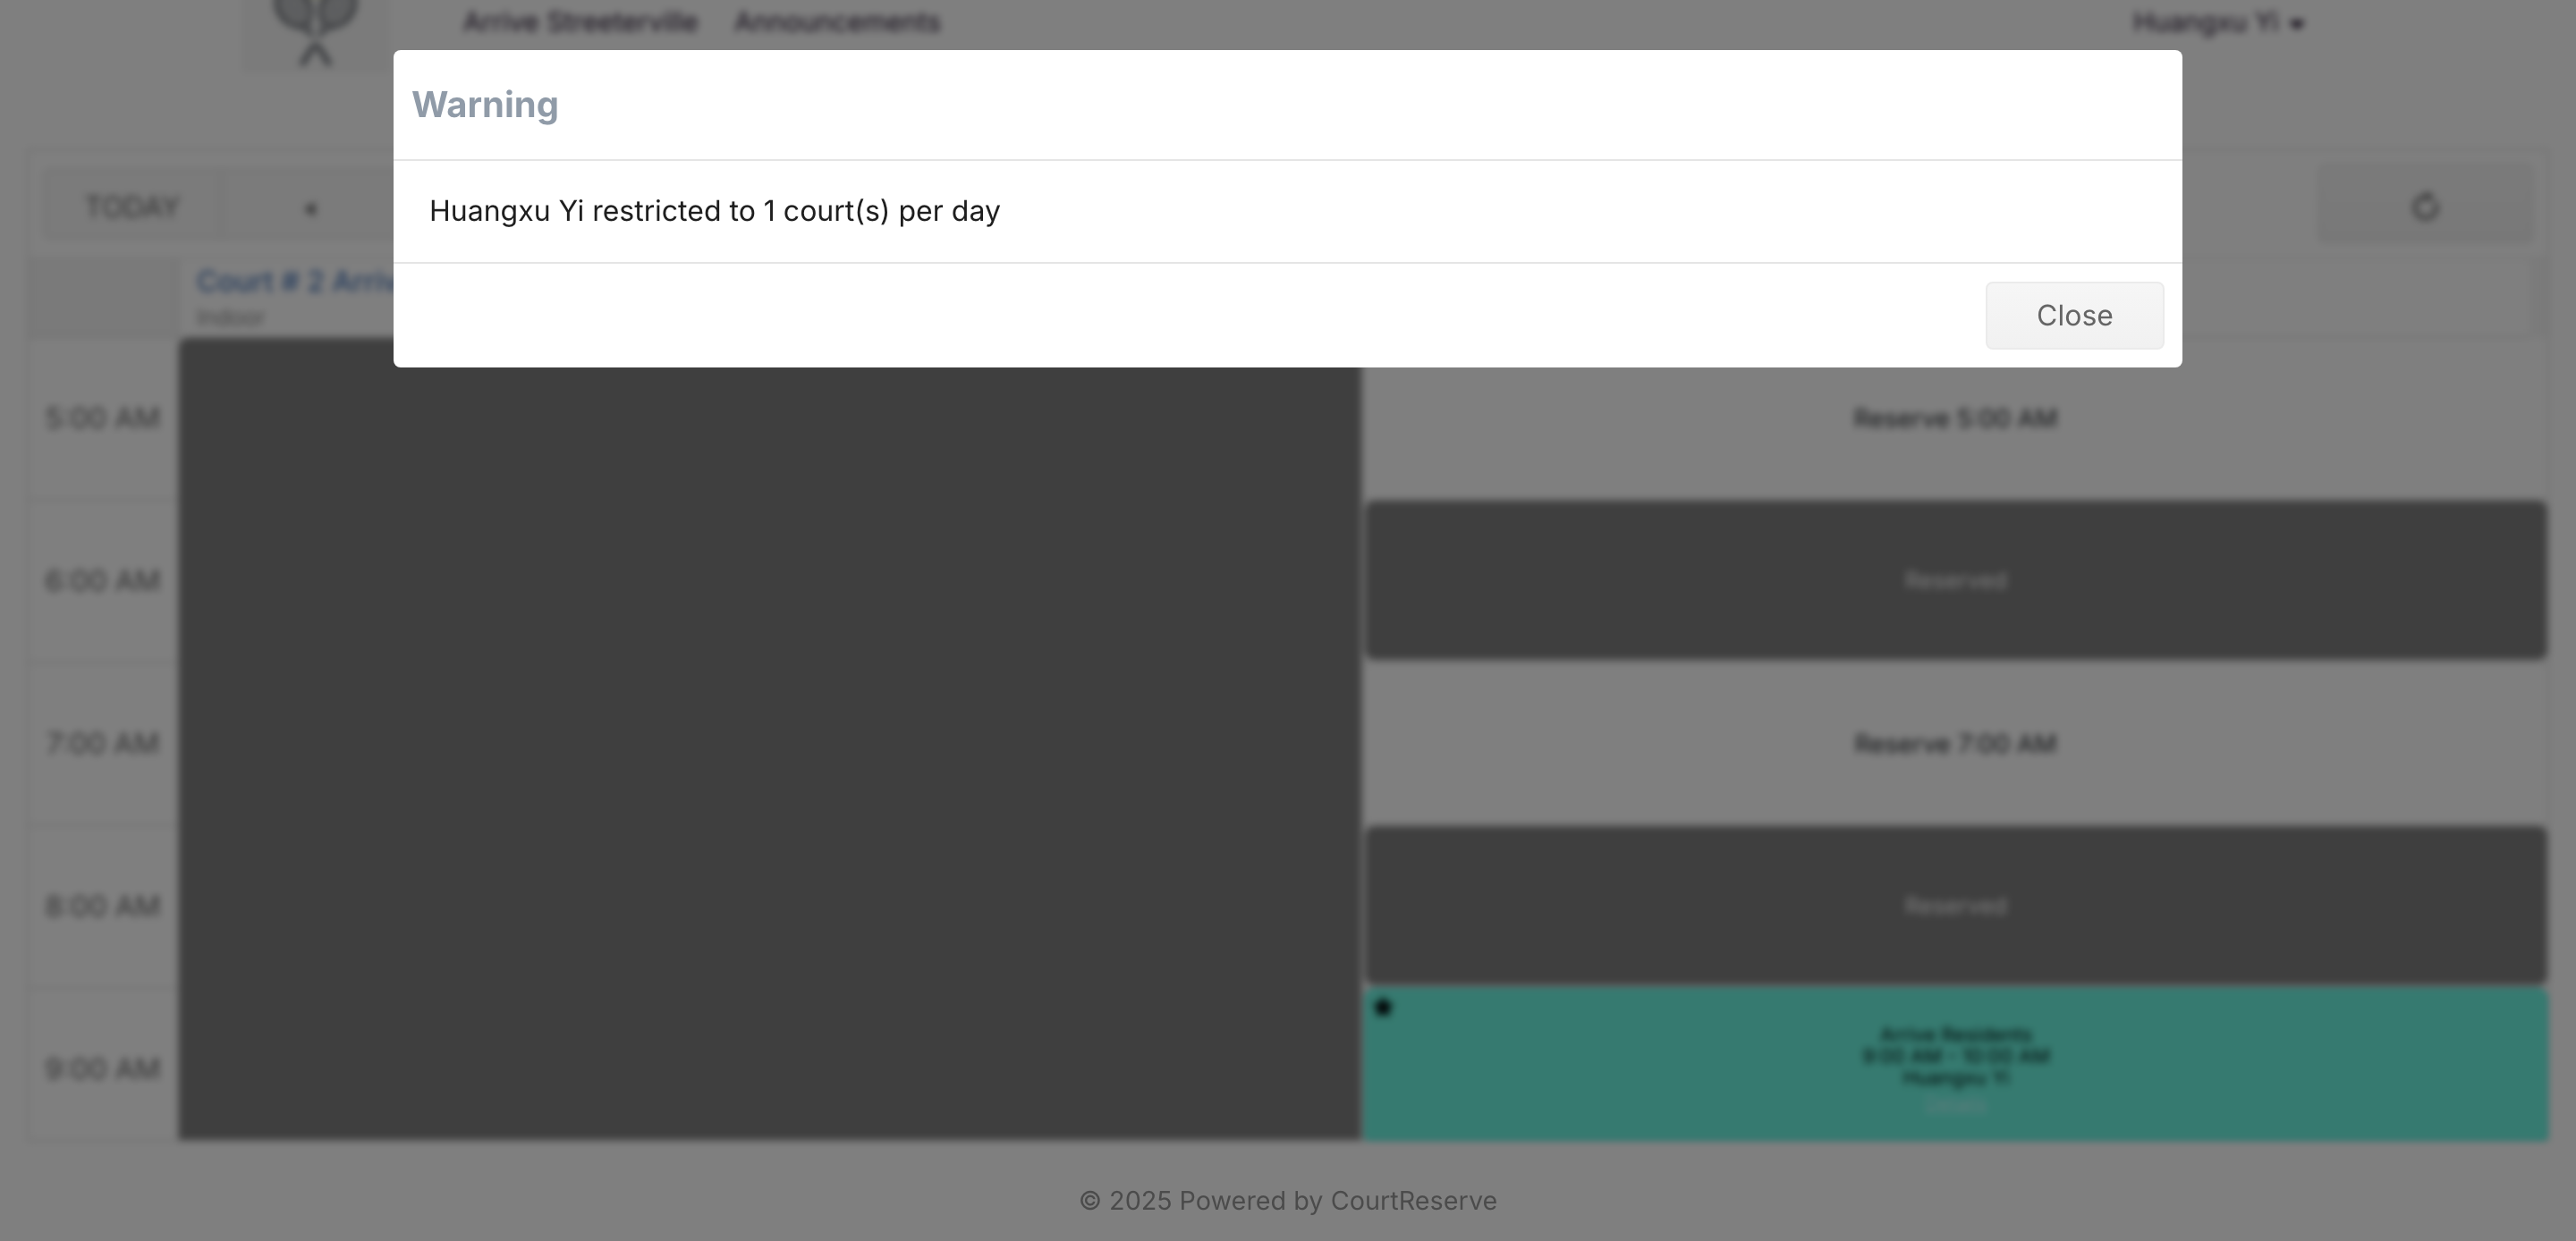 Arrive Streeterville Announcements Huangxu Yi
Warning
Huangxu Yi restricted to 1 court(s) per day
Close
TODAY
Court # 2 Arriv
Indoor
5:00 AM
Reserve 5:00 AM
6:00 AM
Reserved
7:00 AM
Reserve 7:00 AM
8:00 AM
Reserved
9:00 AM
Arrive Residents
9:00 AM - 10:00 AM
Huangxu Yi
© 2025 Powered by CourtReserve